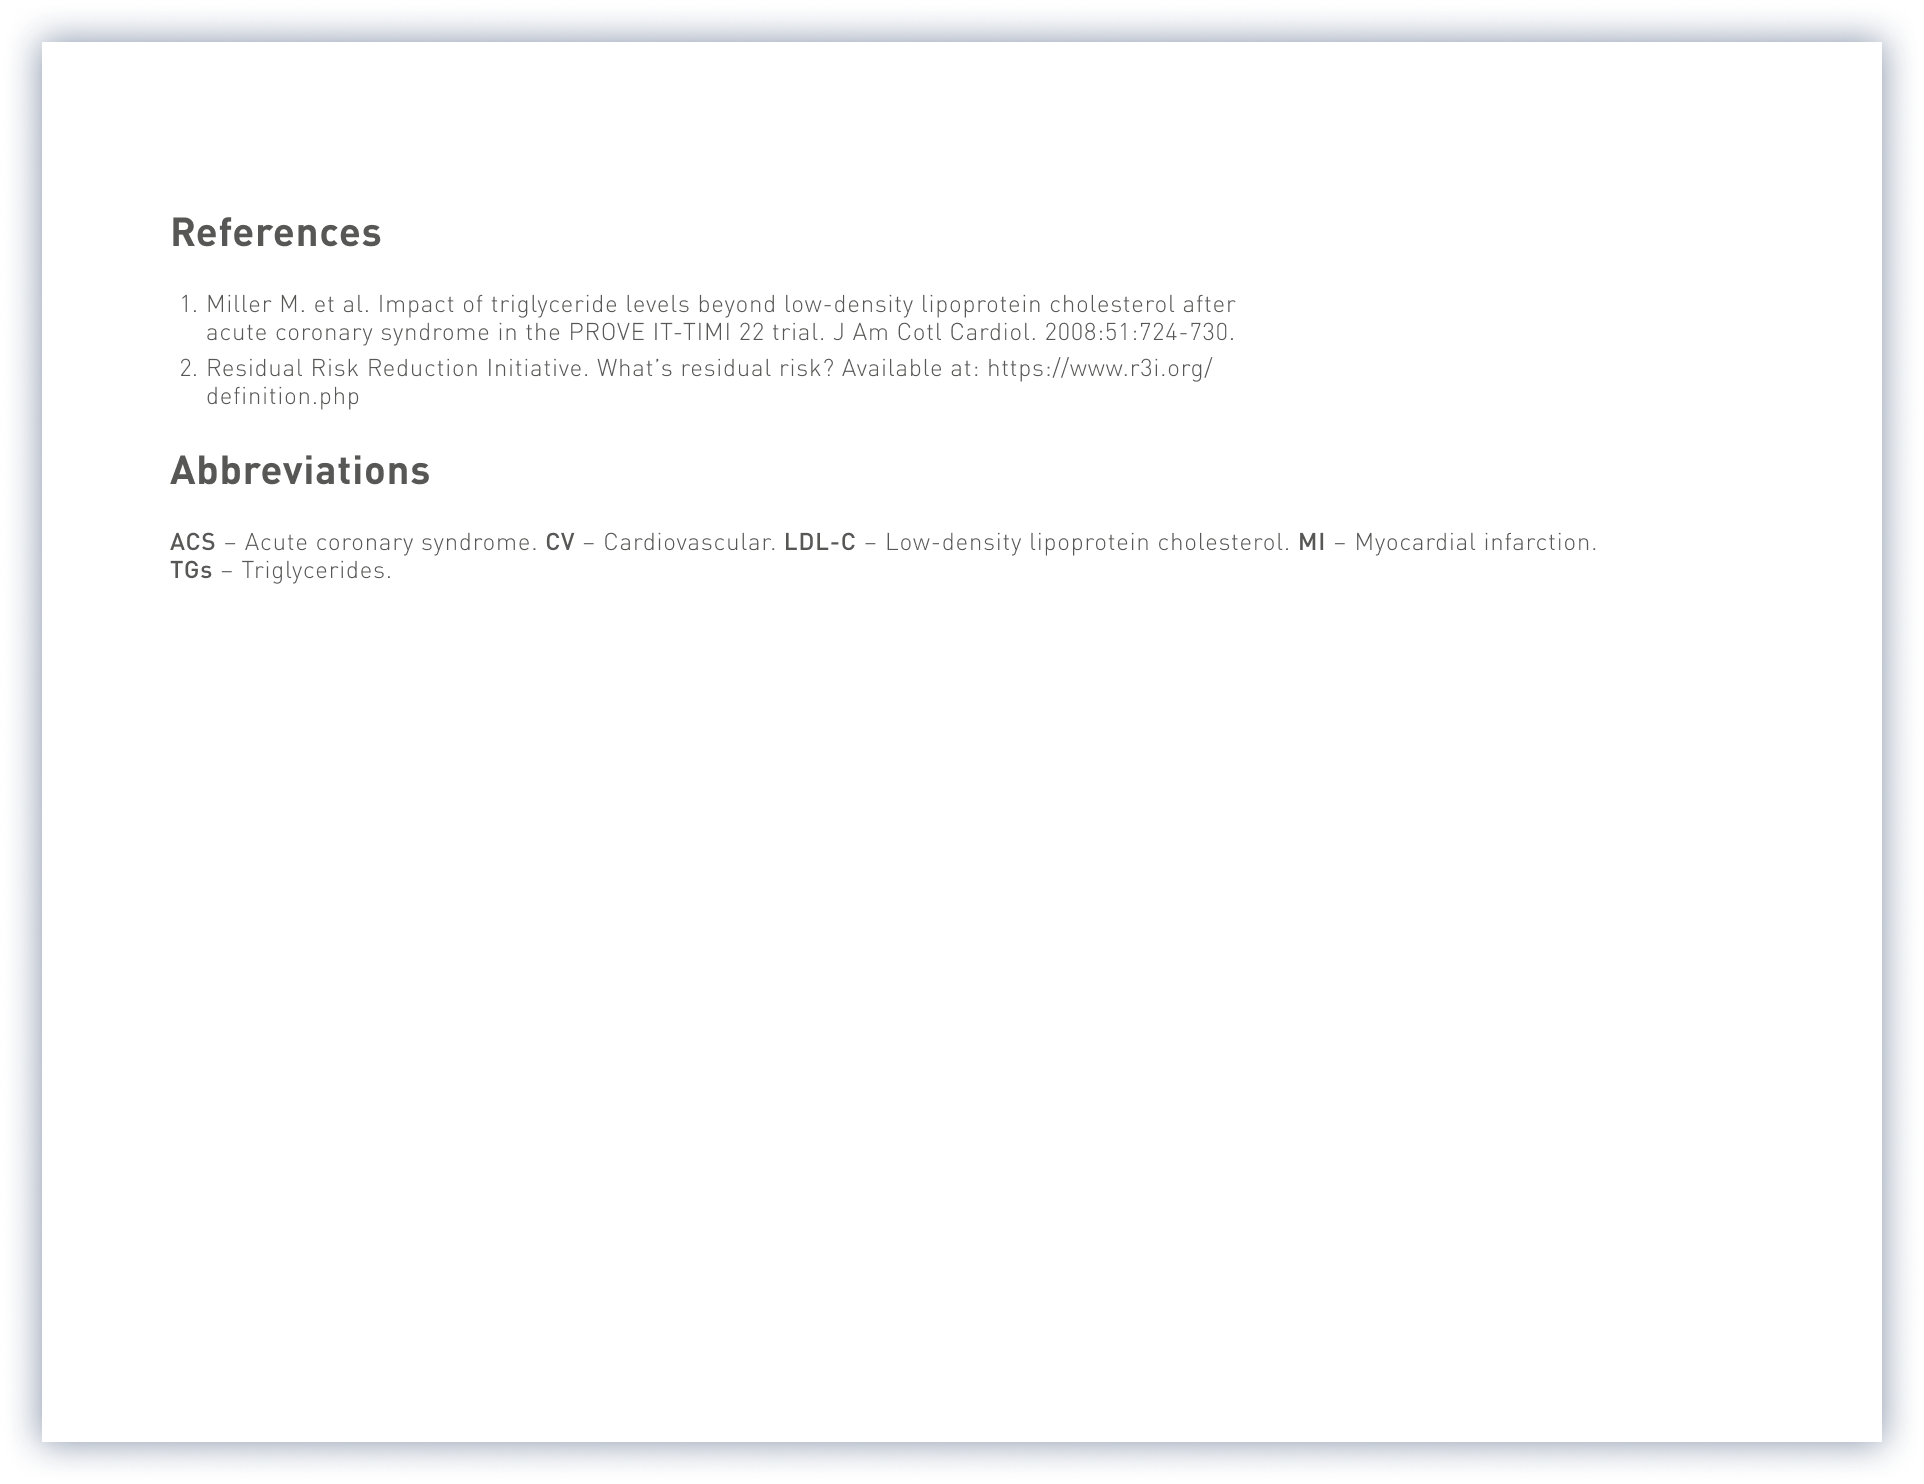 References
1. Miller M. et al. Impact of triglyceride levels beyond low-density lipoprotein cholesterol after
acute coronary syndrome in the PROVE IT-TIMI 22 trial. J Am Cotl Cardiol. 2008:51:724-730.
2. Residual Risk Reduction Initiative. What’s residual risk? Available at: https://www.r3i.org/
definition.php
Abbreviations
ACS – Acute coronary syndrome. CV – Cardiovascular. LDL-C – Low-density lipoprotein cholesterol. MI – Myocardial infarction.
TGs – Triglycerides.